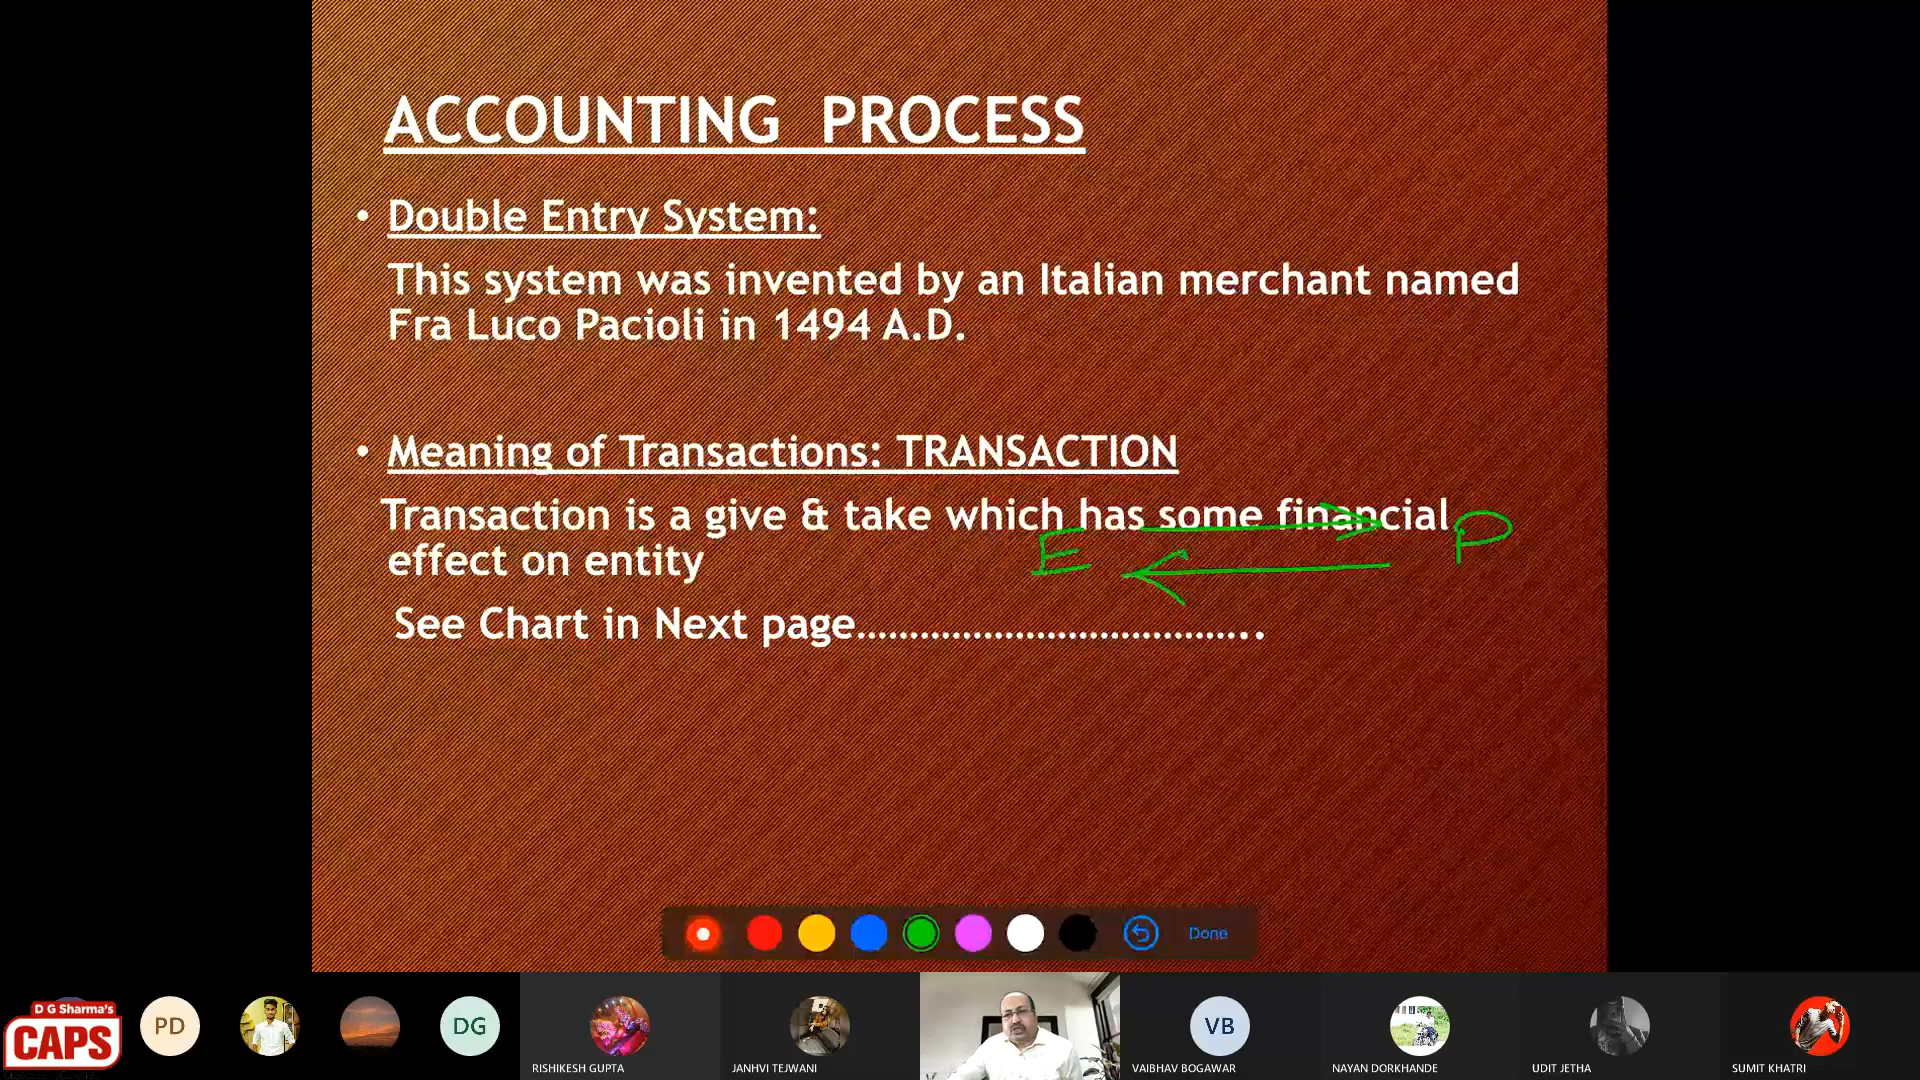 ACCOUNTING PROCESS
• Double Entry System:
This system was invented by an Italian merchant named
Fra Luco Pacioli in 1494 A.D.
• Meaning of Transactions: TRANSACTION
Transaction is a give & take which has some financial
effect on entity
E P
See Chart in Next page.......................................
Done
D G Sharma's
CAPS
PD
DG
VB
RISHIKESH GUPTA
JANHVI TEJWANI
VAIBHAV BOGAWAR
NAYAN DORKHANDE
UDIT JETHA
SUMIT KHATRI